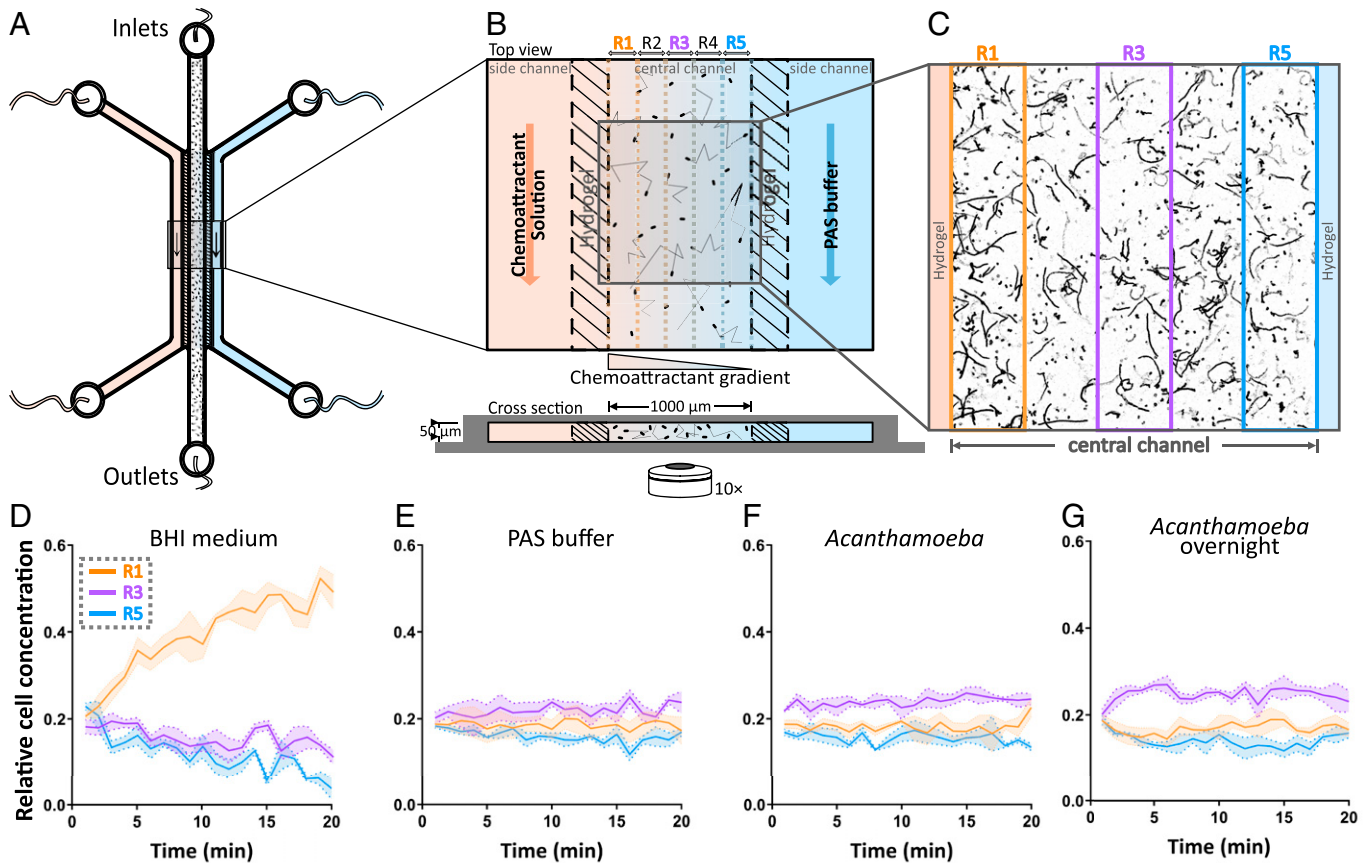 A
Inlets
Outlets
B
R1 R2 R3 R4 R5
Top view
side channel central channel side channel
Chemoattractant
Solution
Hydrogel
Hydrogel
PAS buffer
Chemoattractant gradient
Cross section
1000 µm
50 µm
10×
C
R1 R3 R5
Hydrogel
Hydrogel
central channel
D
BHI medium
R1
R3
R5
Relative cell concentration
0.6
0.4
0.2
0.0
0 5 10 15 20
Time (min)
E
PAS buffer
0.6
0.4
0.2
0.0
0 5 10 15 20
Time (min)
F
Acanthamoeba
0.6
0.4
0.2
0.0
0 5 10 15 20
Time (min)
G
Acanthamoeba
overnight
0.6
0.4
0.2
0.0
0 5 10 15 20
Time (min)